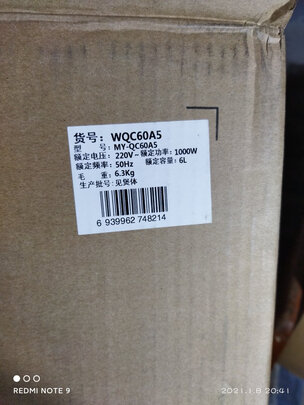 货号：WQC60A5
型 号：MY-QC60A5
额定电压：220V~ 额定功率：1000W
额定频率：50Hz 额定容量：6L
毛 重：6.3Kg
生产批号：见煲体
6 939962 748214
REDMI NOTE 9
2021.1.8 20:41